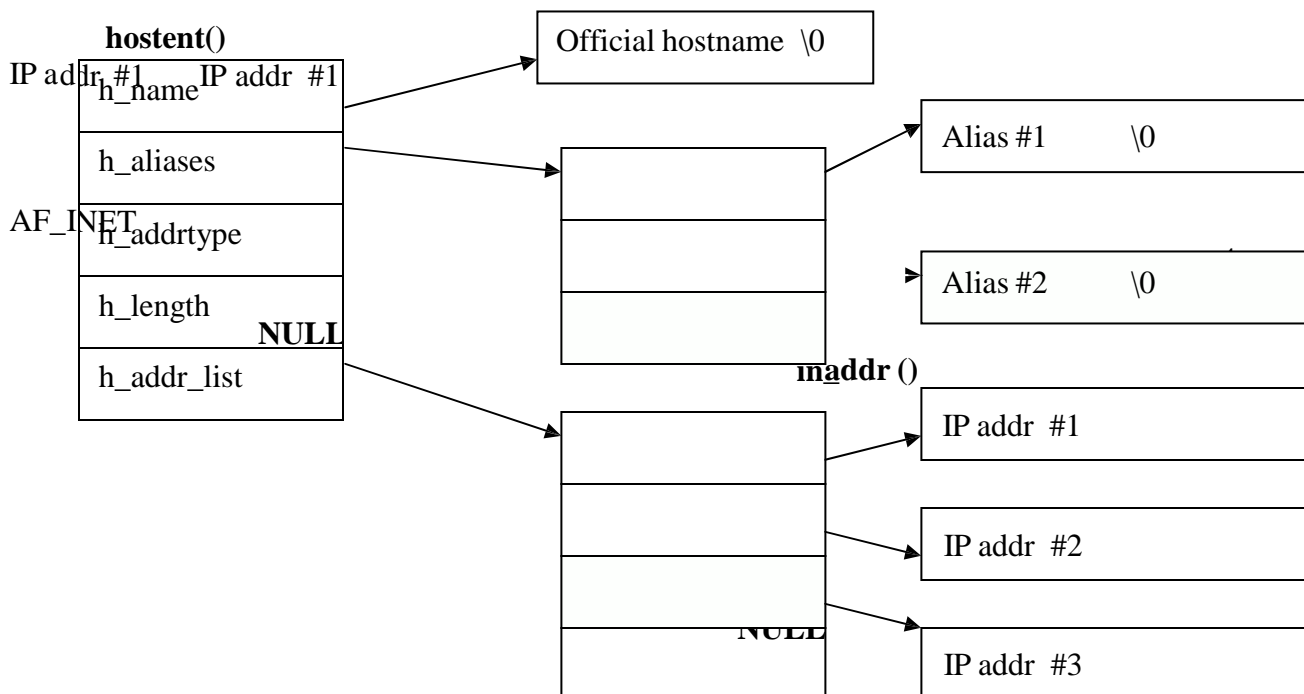 hostent()
Official hostname \0
IP addr #1 IP addr #1
h_name
Alias #1 \0
h_aliases
AF_INET
h_addrtype
Alias #2 \0
h_length
NULL
in_addr ()
h_addr_list
IP addr #1
IP addr #2
NULL
IP addr #3